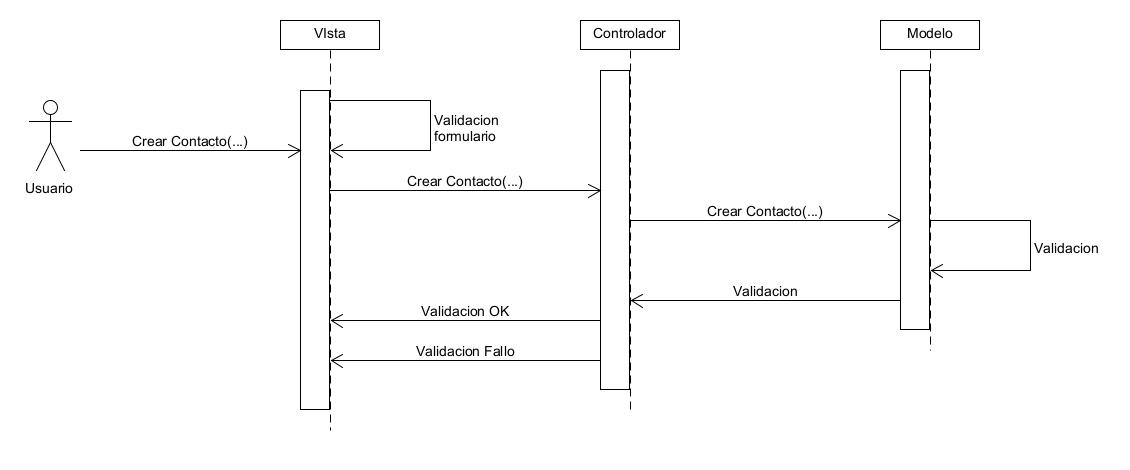 VIsta
Controlador
Modelo
Validacion
formulario
Crear Contacto(...)
Usuario
Crear Contacto(...)
Crear Contacto(...)
Validacion
Validacion
Validacion OK
Validacion Fallo